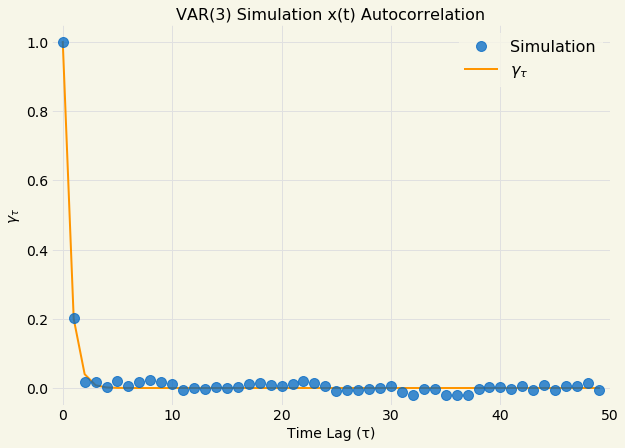 VAR(3) Simulation x(t) Autocorrelation
Simulation
γτ
1.0
0.8
0.6
0.4
0.2
0.0
γτ
0
10
20
30
40
50
Time Lag (τ)